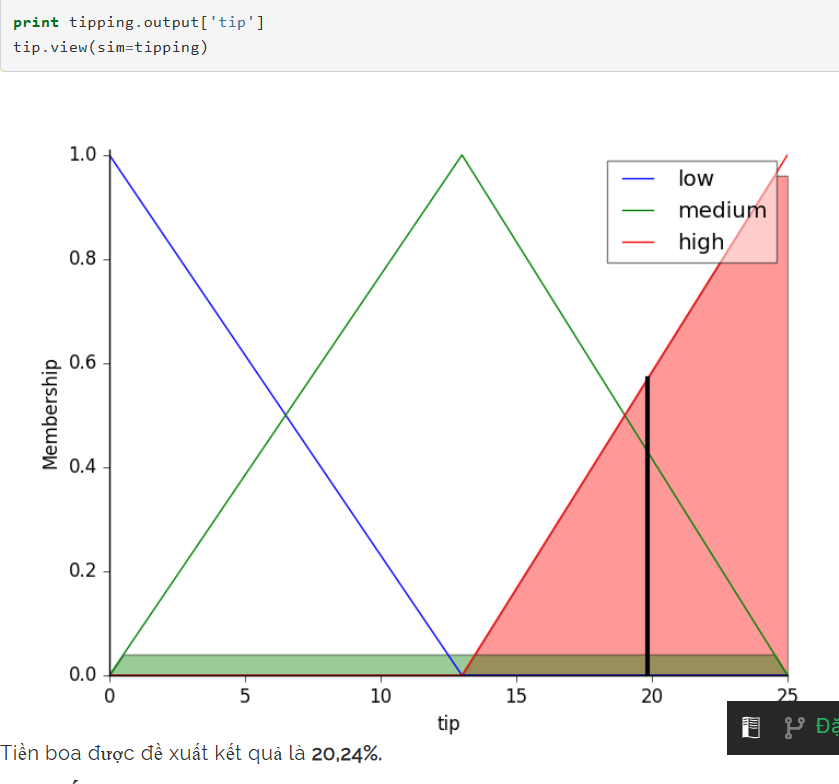 print tipping.output['tip']
tip.view(sim=tipping)
1.0
0.8
0.6
0.4
0.2
0.0
Membership
low
medium
high
0 5 10 15 20 25
tip
Tiền boa được đề xuất kết quả là 20,24%.